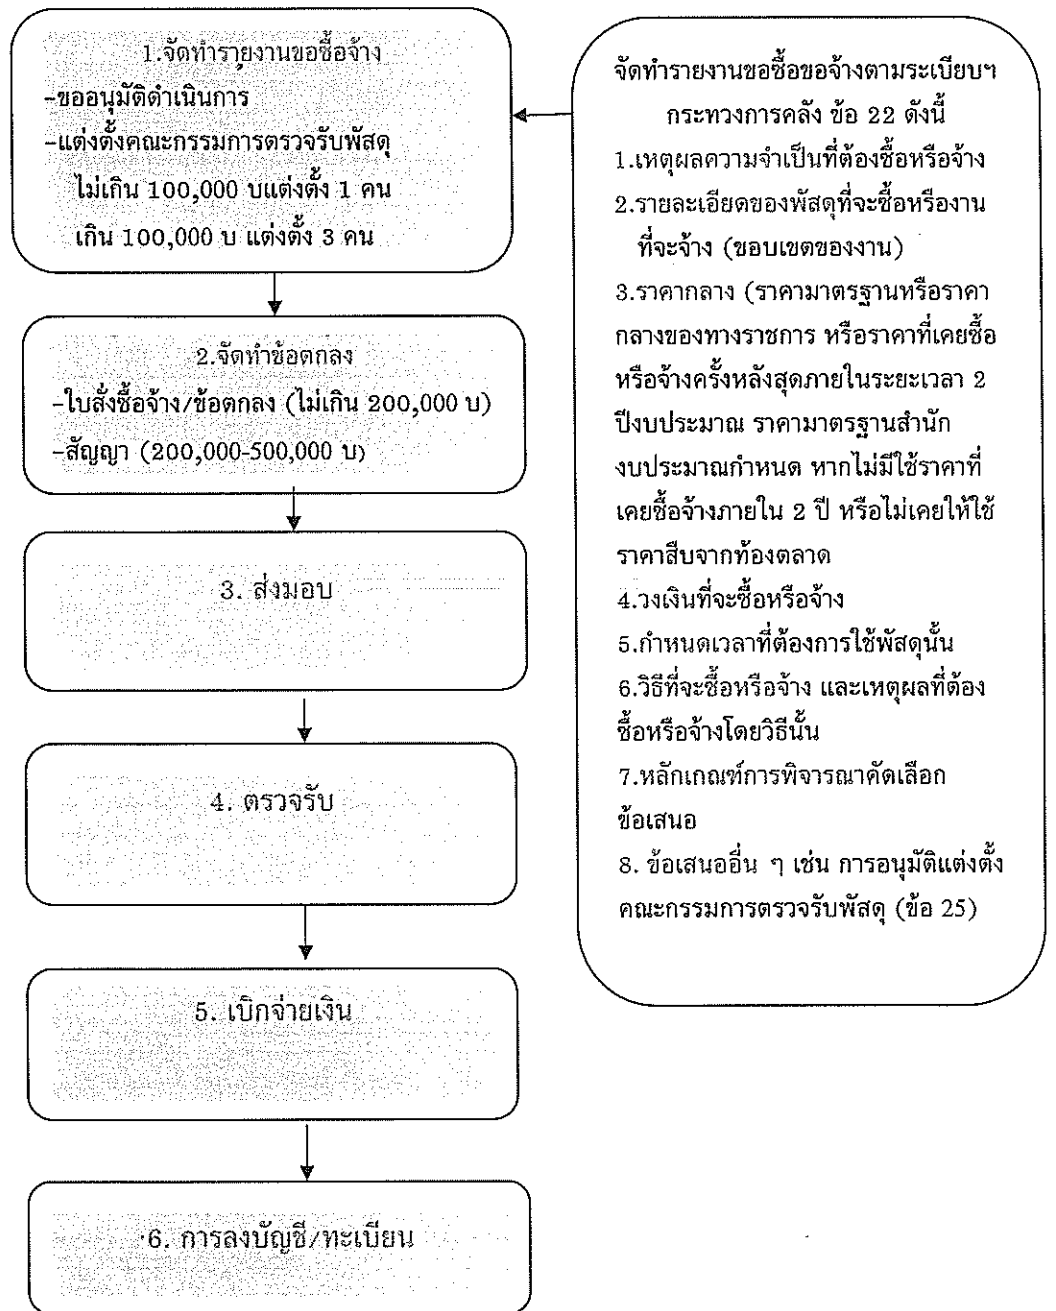 1.จัดทำรายงานขอซื้อจ้าง
-ขออนุมัติดำเนินการ
-แต่งตั้งคณะกรรมการตรวจรับพัสดุ
ไม่เกิน 100,000 บแต่งตั้ง 1 คน
เกิน 100,000 บ แต่งตั้ง 3 คน
2.จัดทำข้อตกลง
-ใบสั่งซื้อจ้าง/ข้อตกลง (ไม่เกิน 200,000 บ)
-สัญญา (200,000-500,000 บ)
3. ส่งมอบ
4. ตรวจรับ
5. เบิกจ่ายเงิน
6. การลงบัญชี/ทะเบียน
จัดทำรายงานขอซื้อขอจ้างตามระเบียบฯ
กระทวงการคลัง ข้อ 22 ดังนี้
1.เหตุผลความจำเป็นที่ต้องซื้อหรือจ้าง
2.รายละเอียดของพัสดุที่จะซื้อหรืองาน
ที่จะจ้าง (ขอบเขตของงาน)
3.ราคากลาง (ราคามาตรฐานหรือราคา
กลางของทางราชการ หรือราคาที่เคยซื้อ
หรือจ้างครั้งหลังสุดภายในระยะเวลา 2
ปีงบประมาณ ราคามาตรฐานสำนัก
งบประมาณกำหนด หากไม่มีใช้ราคาที่
เคยซื้อจ้างภายใน 2 ปี หรือไม่เคยให้ใช้
ราคาสืบจากท้องตลาด
4.วงเงินที่จะซื้อหรือจ้าง
5.กำหนดเวลาที่ต้องการใช้พัสดุนั้น
6.วิธีที่จะซื้อหรือจ้าง และเหตุผลที่ต้อง
ซื้อหรือจ้างโดยวิธีนั้น
7.หลักเกณฑ์การพิจารณาคัดเลือก
ข้อเสนอ
8. ข้อเสนออื่น ๆ เช่น การอนุมัติแต่งตั้ง
คณะกรรมการตรวจรับพัสดุ (ข้อ 25)